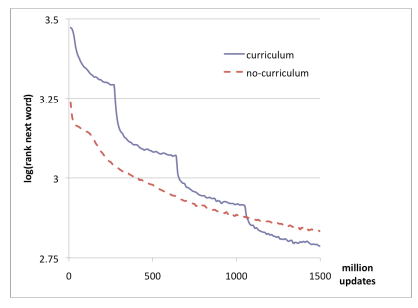 3.5
curriculum
no-curriculum
3.25
log(rank next word)
3
2.75
0
500
1000
1500
million
updates